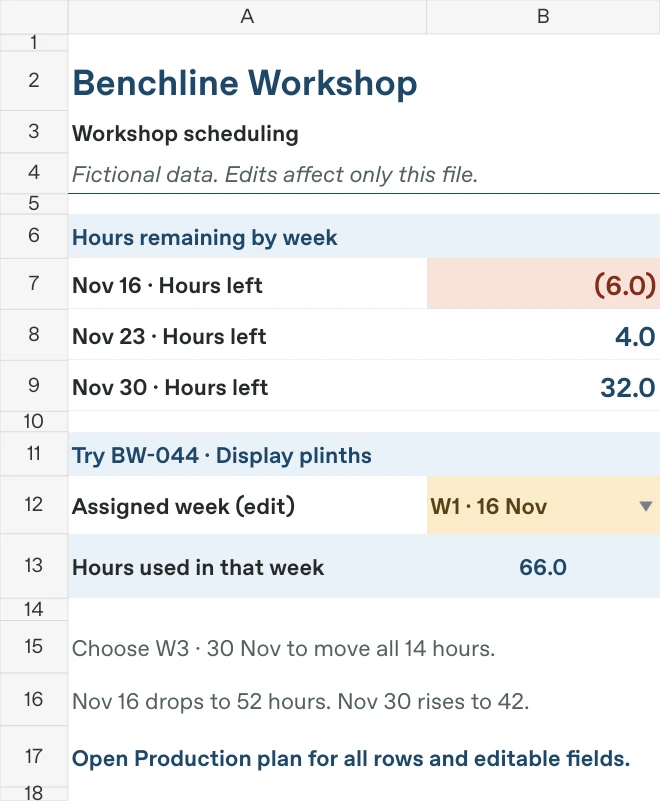 A B
1
2 Benchline Workshop
3 Workshop scheduling
4 Fictional data. Edits affect only this file.
5
6 Hours remaining by week
7 Nov 16 · Hours left (6.0)
8 Nov 23 · Hours left 4.0
9 Nov 30 · Hours left 32.0
10
11 Try BW-044 · Display plinths
12 Assigned week (edit) W1 · 16 Nov
13 Hours used in that week 66.0
14
15 Choose W3 · 30 Nov to move all 14 hours.
16 Nov 16 drops to 52 hours. Nov 30 rises to 42.
17 Open Production plan for all rows and editable fields.
18